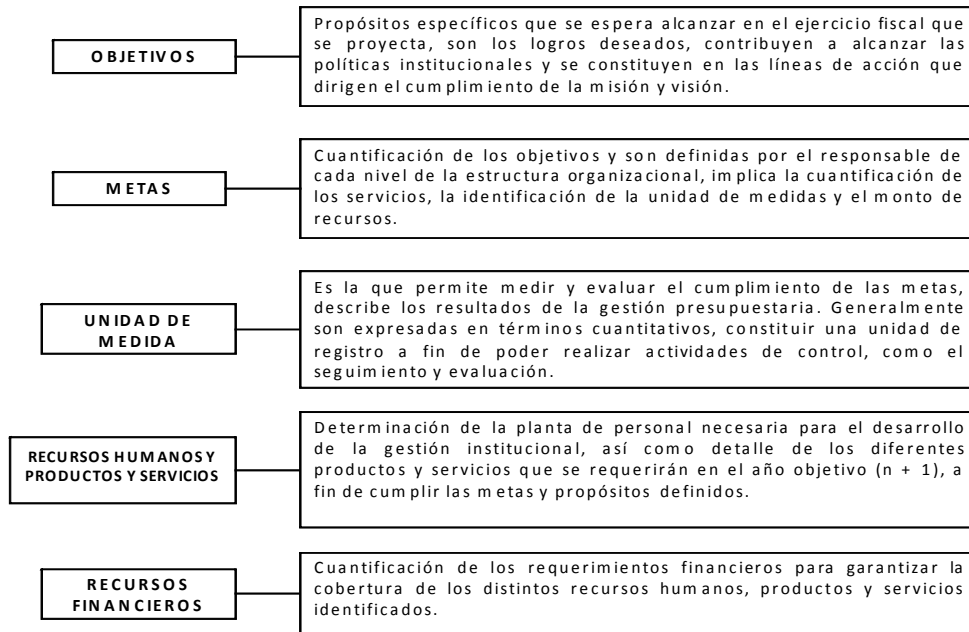 OBJETIVOS
Propósitos específicos que se espera alcanzar en el ejercicio fiscal que
se proyecta, son los logros deseados, contribuyen a alcanzar las
políticas institucionales y se constituyen en las líneas de acción que
dirigen el cumplimiento de la misión y visión.
METAS
Cuantificación de los objetivos y son definidas por el responsable de
cada nivel de la estructura organizacional, implica la cuantificación de
los servicios, la identificación de la unidad de medidas y el monto de
recursos.
UNIDAD DE
MEDIDA
Es la que permite medir y evaluar el cumplimiento de las metas,
describe los resultados de la gestión presupuestaria. Generalmente
son expresadas en términos cuantitativos, constituir una unidad de
registro a fin de poder realizar actividades de control, como el
seguimiento y evaluación.
RECURSOS HUMANOS Y
PRODUCTOS Y SERVICIOS
Determinación de la planta de personal necesaria para el desarrollo
de la gestión institucional, así como detalle de los diferentes
productos y servicios que se requerirán en el año objetivo (n + 1), a
fin de cumplir las metas y propósitos definidos.
RECURSOS
FINANCIEROS
Cuantificación de los requerimientos financieros para garantizar la
cobertura de los distintos recursos humanos, productos y servicios
identificados.